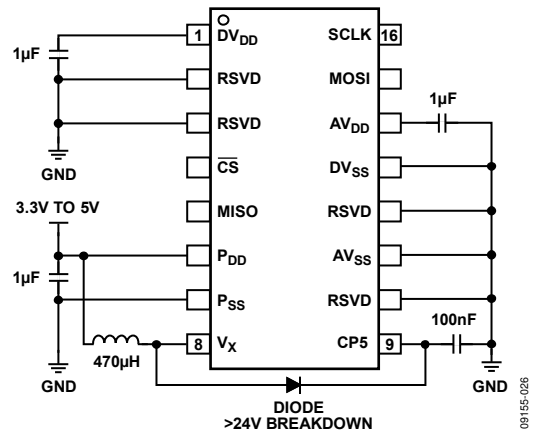 1 DVDD SCLK 16
1µF
RSVD MOSI
1µF
RSVD AVDD
CS DVSS
GND
3.3V TO 5V
MISO RSVD
PDD AVSS
1µF
PSS RSVD
100nF
8 VX CP5 9
470µH
GND GND
DIODE
>24V BREAKDOWN
09155-026